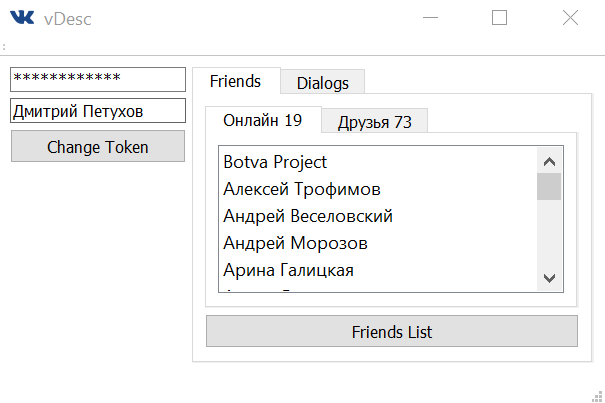 vDesc
************
Дмитрий Петухов
Change Token
Friends
Dialogs
Онлайн 19
Друзья 73
Botva Project
Алексей Трофимов
Андрей Веселовский
Андрей Морозов
Арина Галицкая
Friends List